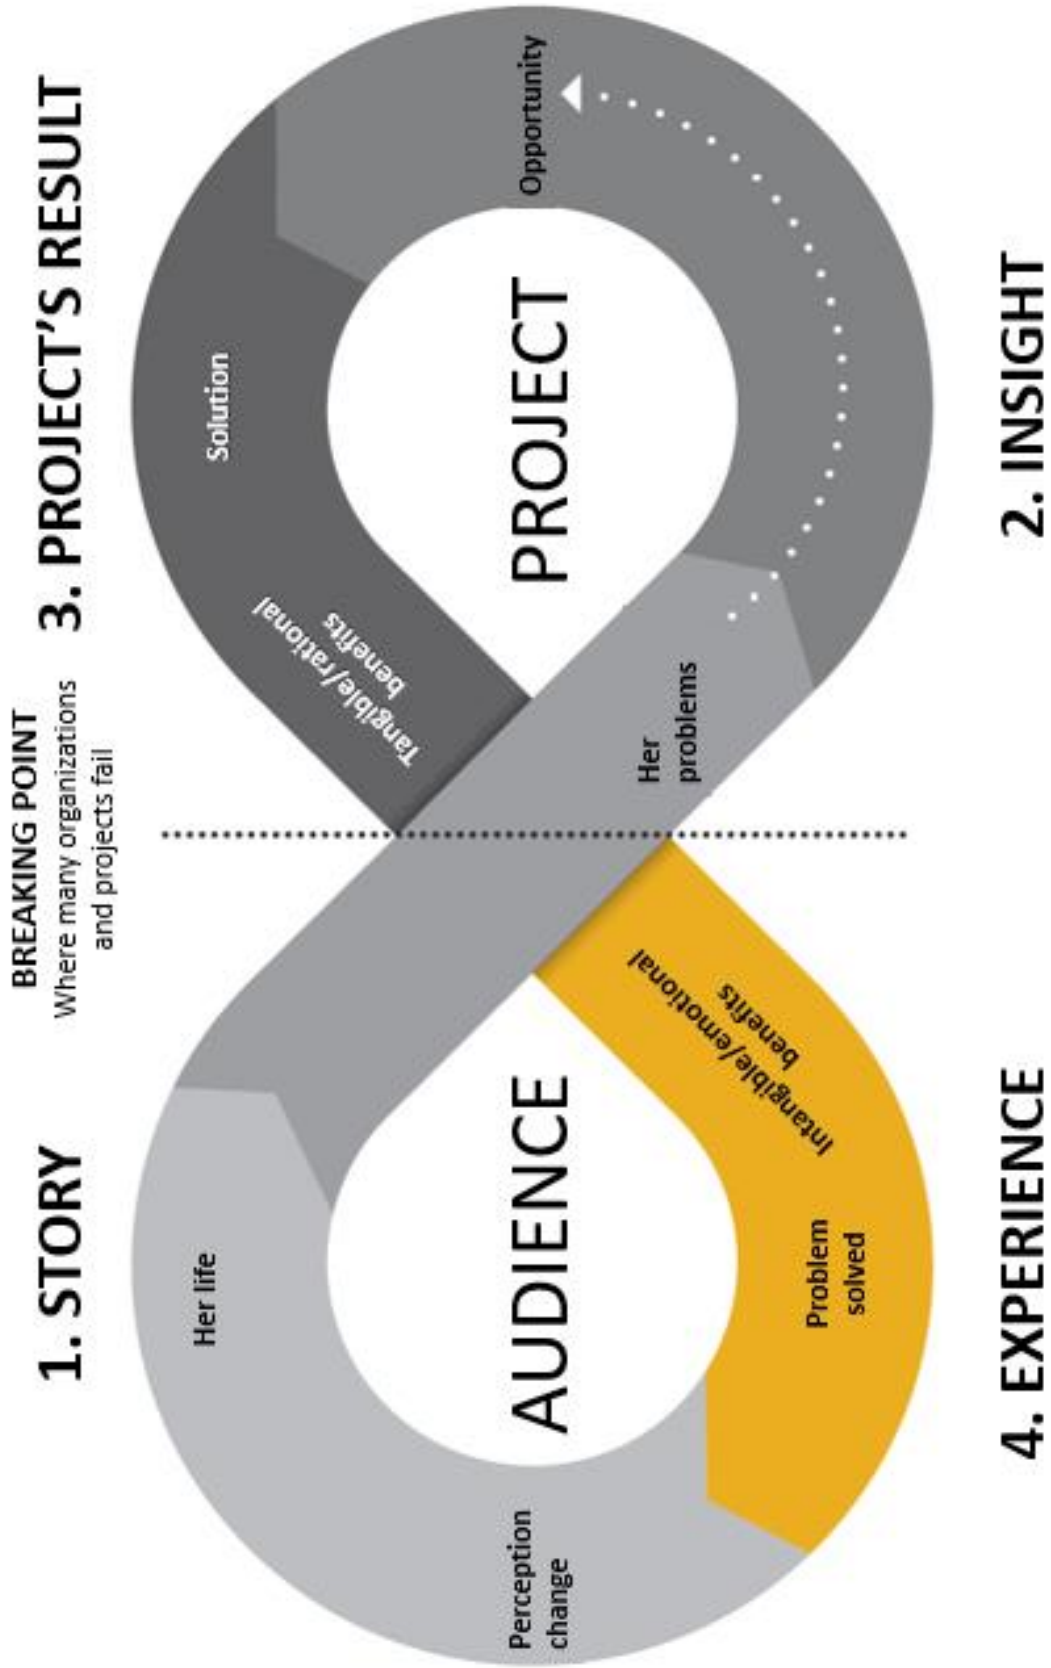 1. STORY
BREAKING POINT
Where many organizations
and projects fail
3. PROJECT'S RESULT
Her life
Solution
Tangible/rational
benefits
Perception
change
AUDIENCE
PROJECT
Opportunity
Her
problems
Intangible/emotional
benefits
Problem
solved
4. EXPERIENCE
2. INSIGHT